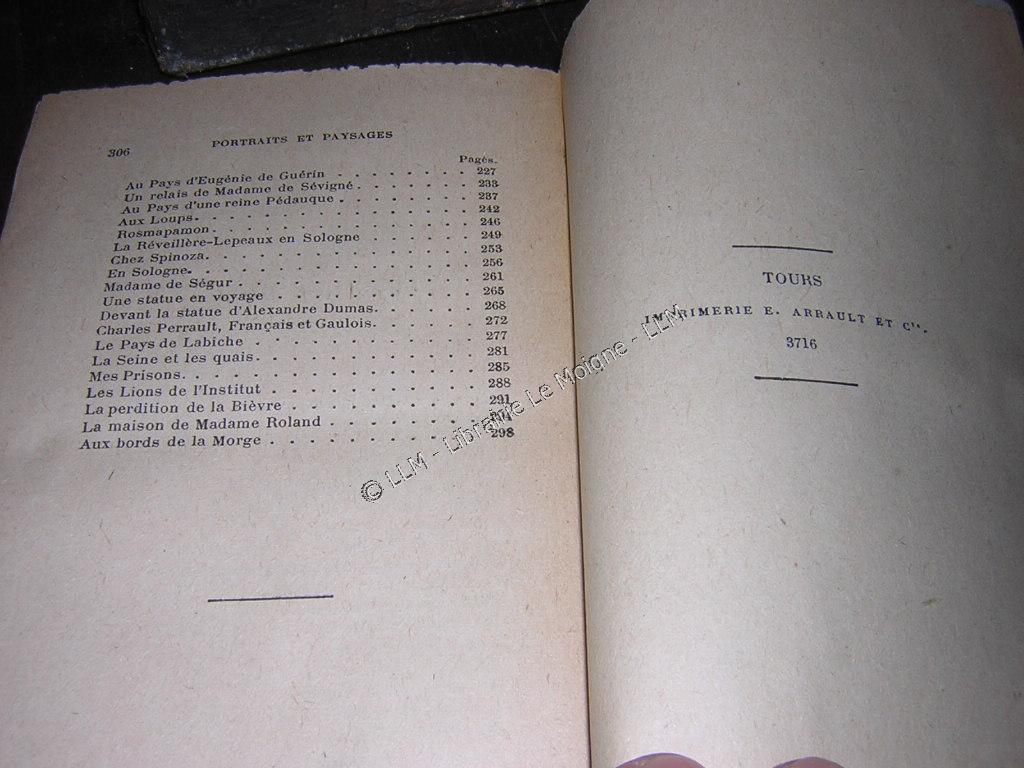 306 PORTRAITS ET PAYSAGES
Pages.
Au Pays d'Eugénie de Guérin . . . . . . . . 227
Un relais de Madame de Sévigné . . . . . . . 233
Au Pays d'une reine Pédauque . . . . . . . . 237
Aux Loups. . . . . . . . . . . . . . . . 242
Rosmapamon. . . . . . . . . . . . . . . 246
La Réveillère-Lepeaux en Sologne . . . . . . . 249
Chez Spinoza. . . . . . . . . . . . . . . 253
En Sologne. . . . . . . . . . . . . . . . 256
Madame de Ségur . . . . . . . . . . . . . 261
Une statue en voyage . . . . . . . . . . . 265
Devant la statue d'Alexandre Dumas. . . . . . . 268
Charles Perrault, Français et Gaulois. . . . . . . 272
Le Pays de Labiche . . . . . . . . . . . . 277
La Seine et les quais. . . . . . . . . . . . 281
Mes Prisons. . . . . . . . . . . . . . . . 285
Les Lions de l'Institut . . . . . . . . . . . 288
La perdition de la Bièvre . . . . . . . . . . 291
La maison de Madame Roland . . . . . . . .
Aux bords de la Morge . . . . . . . . . . . 298
TOURS
IMPRIMERIE E. ARRAULT ET Cie.
3716
© LLM - Librairie Le Moigne - LLM